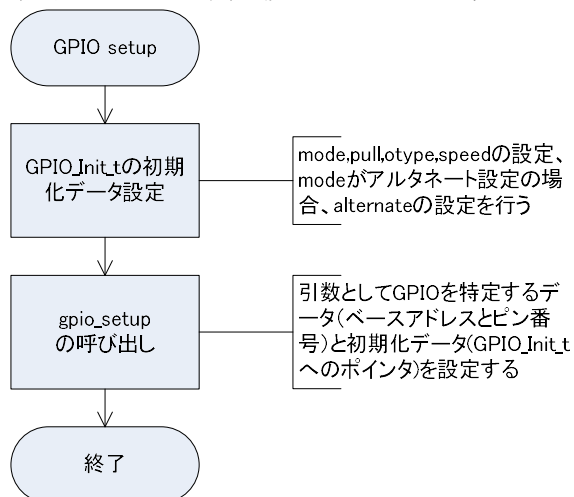 GPIO setup
GPIO_Init_tの初期
化データ設定
mode,pull,otype,speedの設定、
modeがアルタネート設定の場
合、alternateの設定を行う
gpio_setup
の呼び出し
引数としてGPIOを特定するデ
ータ(ベースアドレスとピン番
号)と初期化データ(GPIO_Init_t
へのポインタ)を設定する
終了